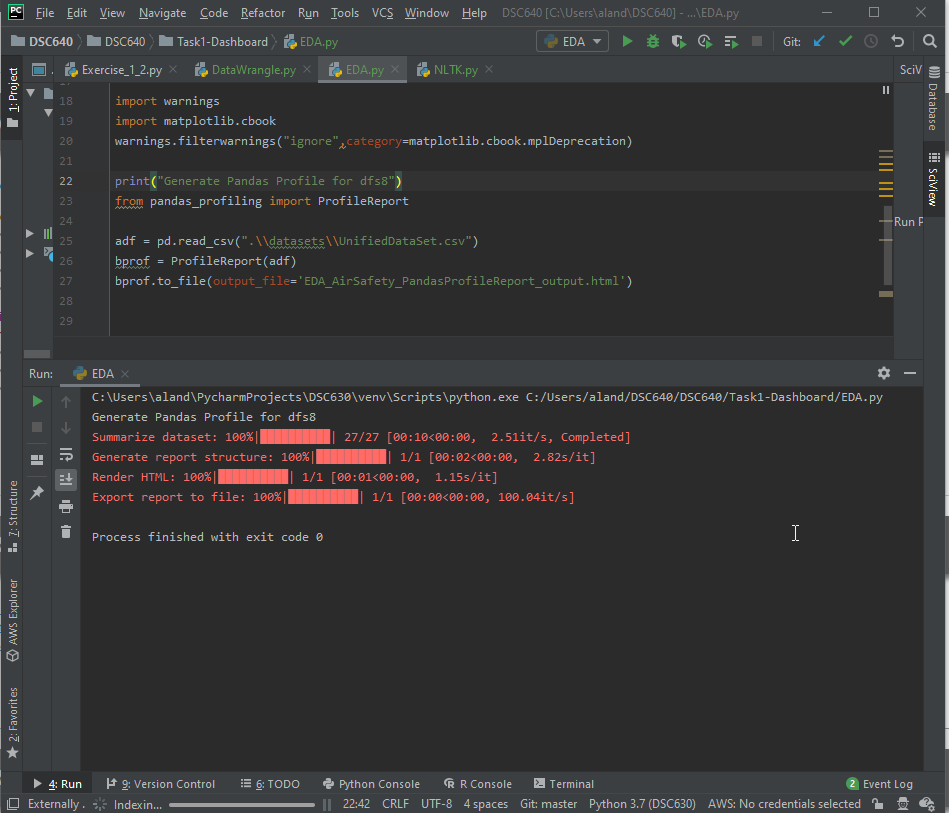 PC File Edit View Navigate Code Refactor Run Tools VCS Window Help DSC640 [C:\Users\aland\DSC640] - ...\EDA.py
DSC640 DSC640 Task1-Dashboard EDA.py EDA Git:
1: Project
Exercise_1_2.py DataWrangle.py EDA.py NLTK.py SciV
Database
SciView
18 import warnings
19 import matplotlib.cbook
20 warnings.filterwarnings("ignore",category=matplotlib.cbook.mplDeprecation)
21
22 print("Generate Pandas Profile for dfs8")
23 from pandas_profiling import ProfileReport
24
Run P
25 adf = pd.read_csv(".\\datasets\\UnifiedDataSet.csv")
26 bprof = ProfileReport(adf)
27 bprof.to_file(output_file='EDA_AirSafety_PandasProfileReport_output.html')
28
29
Run: EDA
C:\Users\aland\PycharmProjects\DSC630\venv\Scripts\python.exe C:/Users/aland/DSC640/DSC640/Task1-Dashboard/EDA.py
Generate Pandas Profile for dfs8
Summarize dataset: 100%|██████████| 27/27 [00:10<00:00,  2.51it/s, Completed]
Generate report structure: 100%|██████████| 1/1 [00:02<00:00,  2.82s/it]
Render HTML: 100%|██████████| 1/1 [00:01<00:00,  1.15s/it]
Export report to file: 100%|██████████| 1/1 [00:00<00:00, 100.04it/s]
Process finished with exit code 0
7: Structure
AWS Explorer
2: Favorites
4: Run 9: Version Control 6: TODO Python Console R Console Terminal 2 Event Log
Externally . Indexin... 22:42 CRLF UTF-8 4 spaces Git: master Python 3.7 (DSC630) AWS: No credentials selected